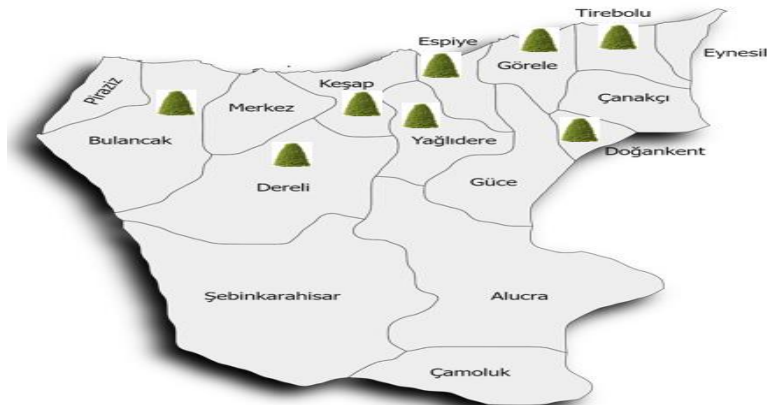 Tirebolu
Espiye
Eynesil
Görele
Keşap
Piraziz
Çanakçı
Merkez
Bulancak
Yağlıdere
Doğankent
Dereli
Güce
Şebinkarahisar
Alucra
Çamoluk